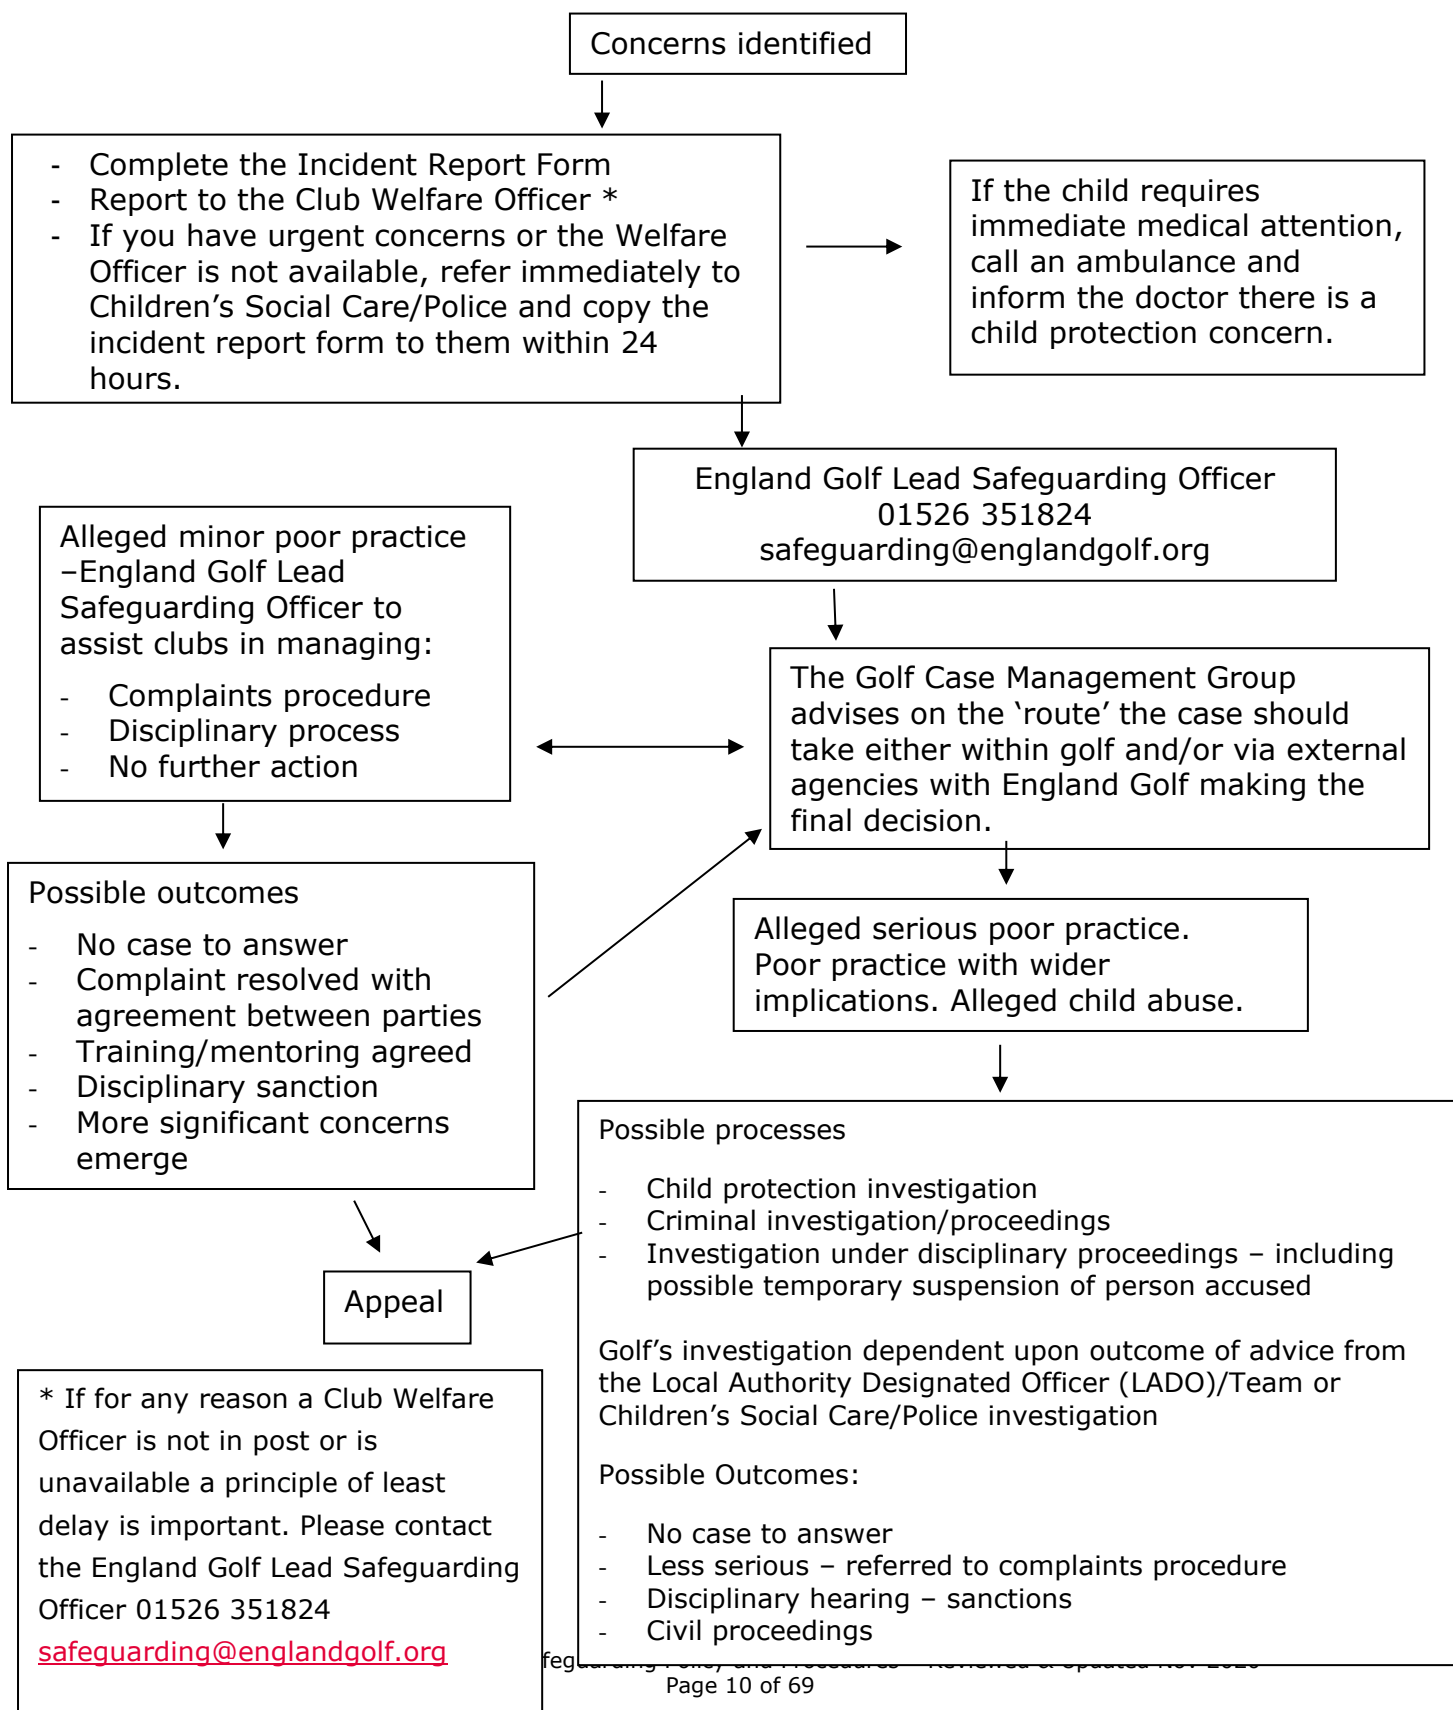 Concerns identified
- Complete the Incident Report Form
- Report to the Club Welfare Officer *
- If you have urgent concerns or the Welfare
Officer is not available, refer immediately to
Children’s Social Care/Police and copy the
incident report form to them within 24
hours.
If the child requires
immediate medical attention,
call an ambulance and
inform the doctor there is a
child protection concern.
England Golf Lead Safeguarding Officer
01526 351824
safeguarding@englandgolf.org
Alleged minor poor practice
–England Golf Lead
Safeguarding Officer to
assist clubs in managing:
- Complaints procedure
- Disciplinary process
- No further action
The Golf Case Management Group
advises on the ‘route’ the case should
take either within golf and/or via external
agencies with England Golf making the
final decision.
Possible outcomes
- No case to answer
- Complaint resolved with
agreement between parties
- Training/mentoring agreed
- Disciplinary sanction
- More significant concerns
emerge
Alleged serious poor practice.
Poor practice with wider
implications. Alleged child abuse.
Possible processes
- Child protection investigation
- Criminal investigation/proceedings
- Investigation under disciplinary proceedings – including
possible temporary suspension of person accused
Golf’s investigation dependent upon outcome of advice from
the Local Authority Designated Officer (LADO)/Team or
Children’s Social Care/Police investigation
Possible Outcomes:
- No case to answer
- Less serious – referred to complaints procedure
- Disciplinary hearing – sanctions
- Civil proceedings
Appeal
* If for any reason a Club Welfare
Officer is not in post or is
unavailable a principle of least
delay is important. Please contact
the England Golf Lead Safeguarding
Officer 01526 351824
safeguarding@englandgolf.org
Policy and Procedures
Page 10 of 69